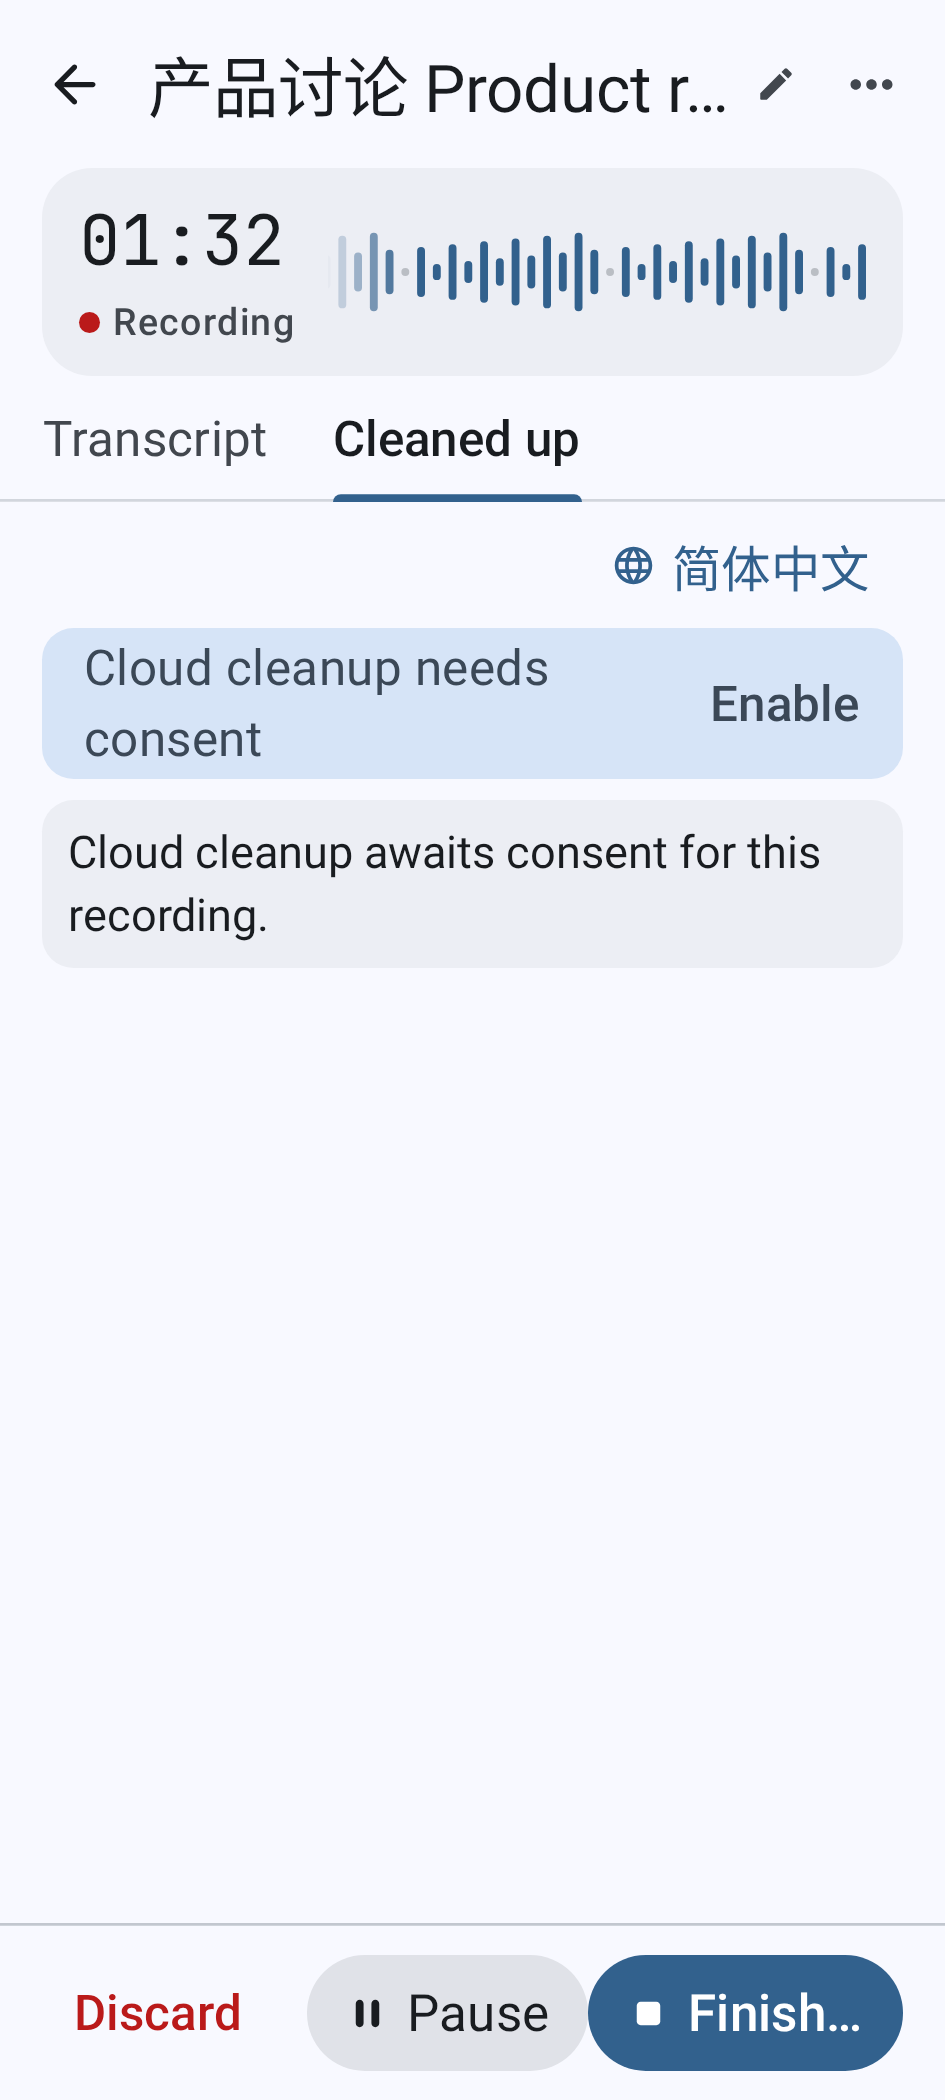 产品讨论 Product r...
01:32
Recording
Transcript
Cleaned up
简体中文
Cloud cleanup needs
consent
Enable
Cloud cleanup awaits consent for this
recording.
Discard
Pause
Finish...